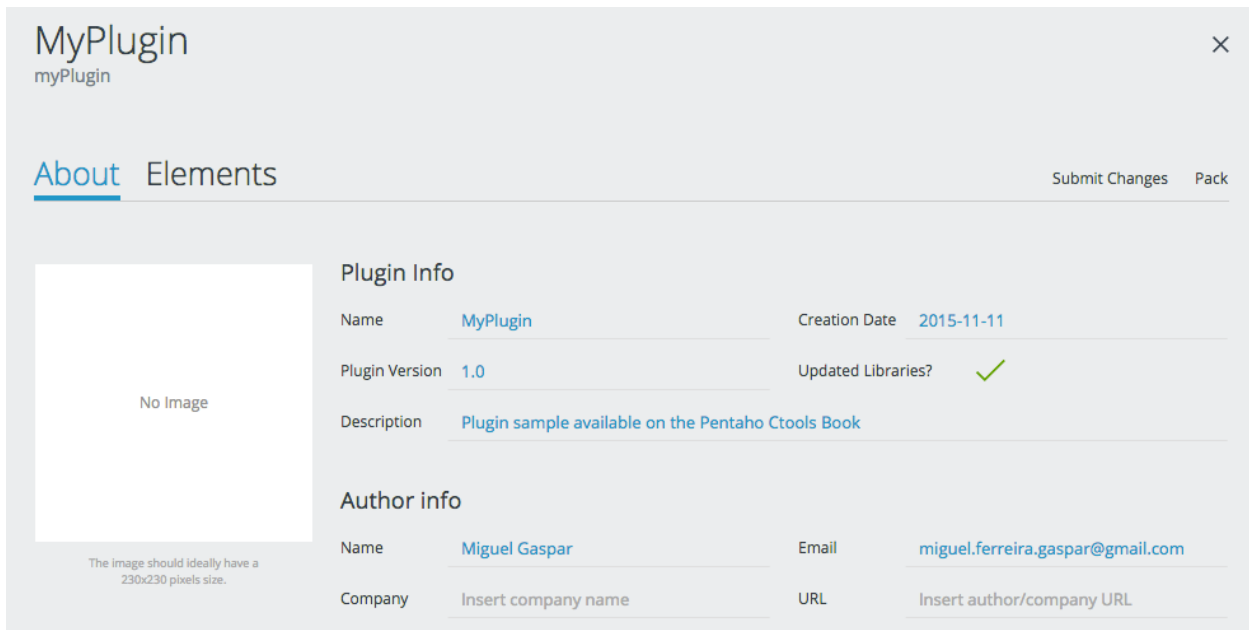 MyPlugin
myPlugin
About Elements Submit Changes Pack
Plugin Info
Name MyPlugin Creation Date 2015-11-11
Plugin Version 1.0 Updated Libraries?
No Image
Description Plugin sample available on the Pentaho Ctools Book
Author info
Name Miguel Gaspar Email miguel.ferreira.gaspar@gmail.com
The image should ideally have a
230x230 pixels size.
Company Insert company name URL Insert author/company URL